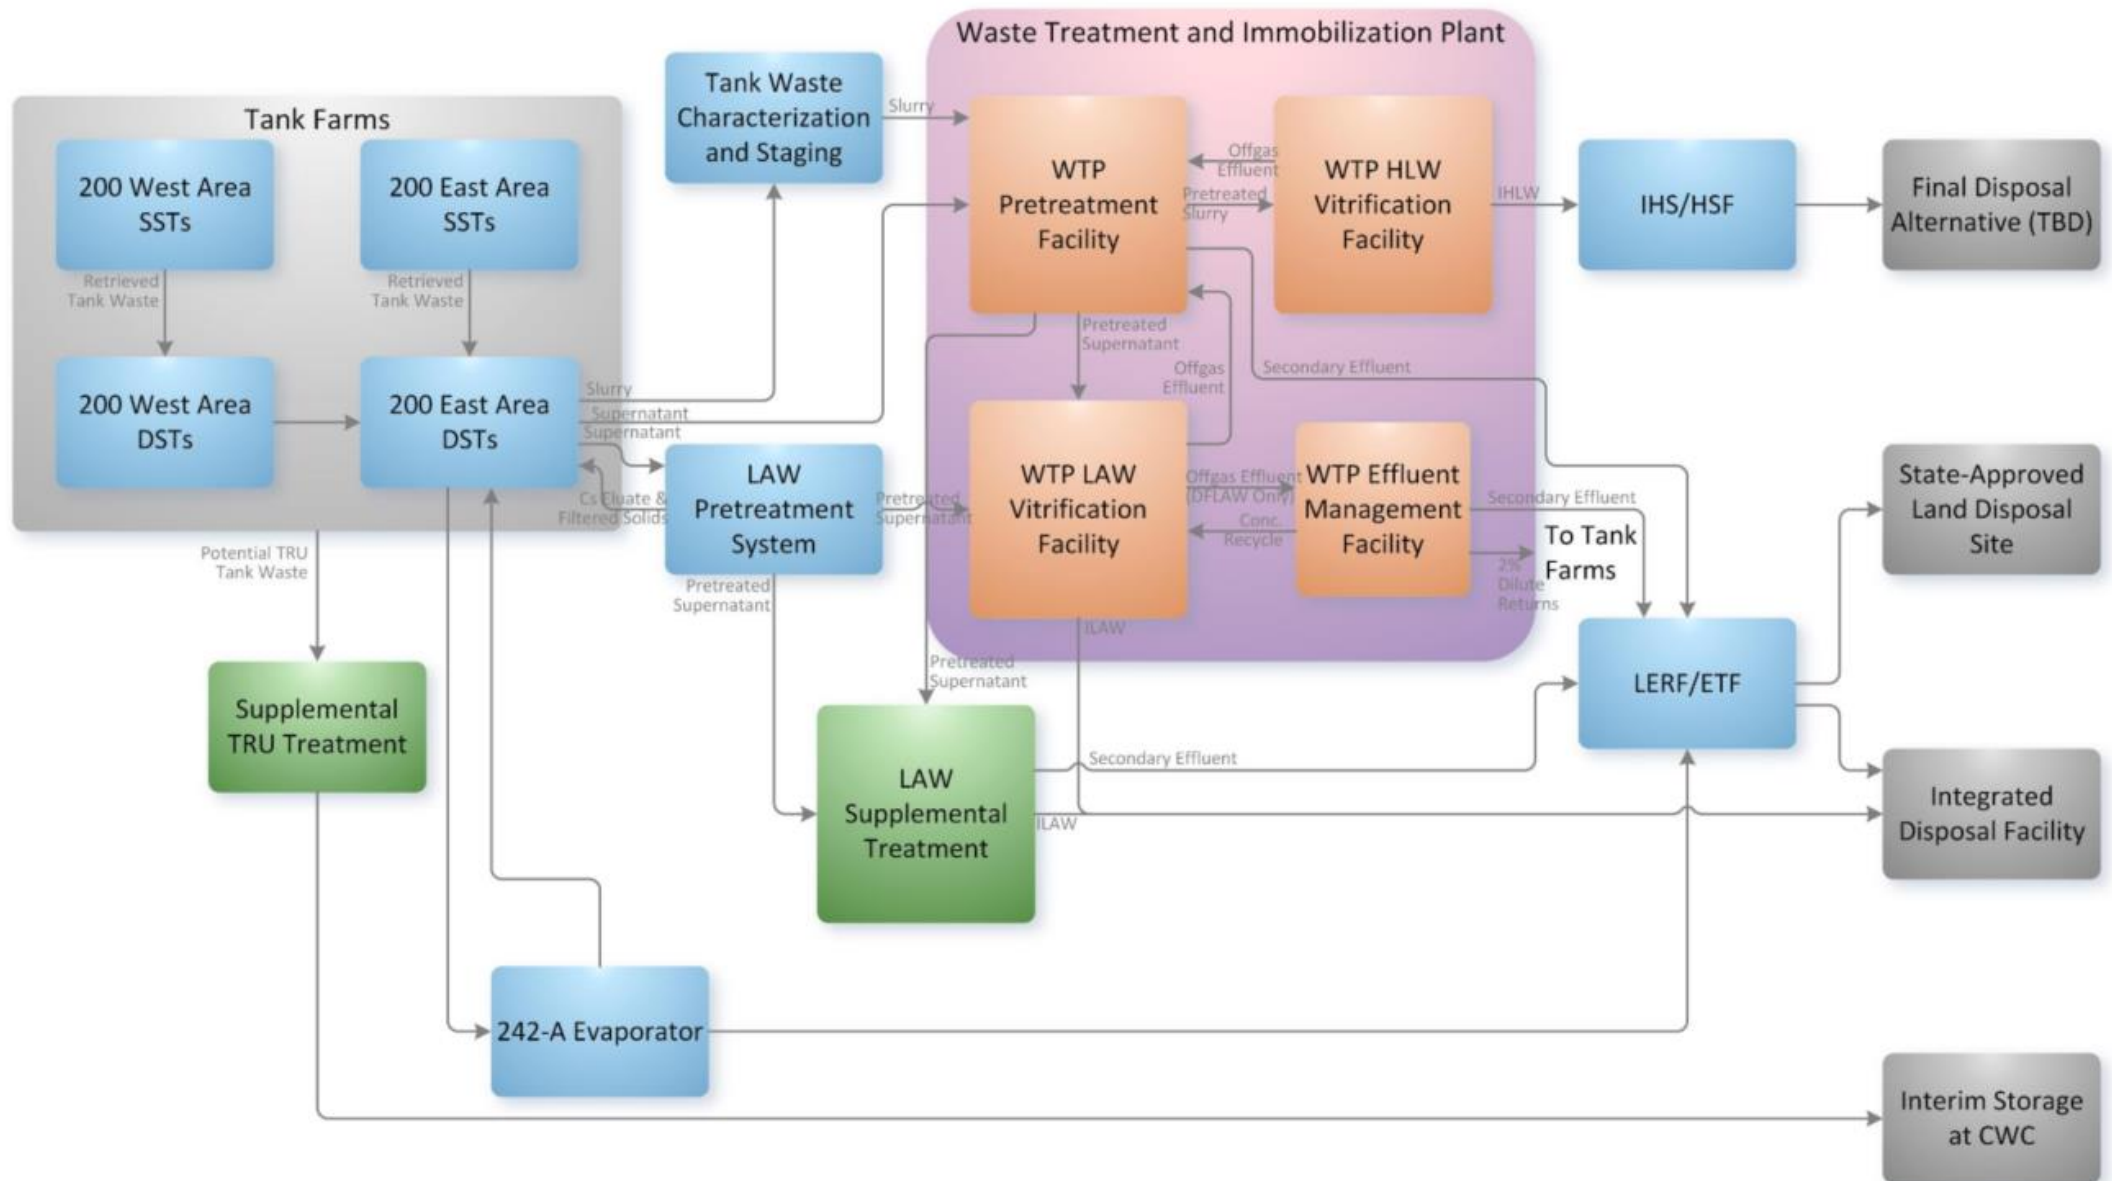 Waste Treatment and Immobilization Plant
Tank Farms
200 West Area
SSTs
200 East Area
SSTs
Retrieved
Tank Waste
Retrieved
Tank Waste
200 West Area
DSTs
200 East Area
DSTs
Tank Waste
Characterization
and Staging
Slurry
Slurry
Supernatant
Supernatant
Cs Eluate &
Filtered Solids
LAW
Pretreatment
System
Pretreated
Supernatant
Pretreated
Supernatant
WTP
Pretreatment
Facility
Offgas
Effluent
Pretreated
Slurry
WTP HLW
Vitrification
Facility
IHLW
IHS/HSF
Final Disposal
Alternative (TBD)
Pretreated
Supernatant
Offgas
Effluent
Secondary Effluent
WTP LAW
Vitrification
Facility
Offgas Effluent
(DFLAW Only)
Conc.
Recycle
WTP Effluent
Management
Facility
Secondary Effluent
To Tank
Farms
2%
Dilute
Returns
ILAW
State-Approved
Land Disposal
Site
Potential TRU
Tank Waste
Supplemental
TRU Treatment
Pretreated
Supernatant
LAW
Supplemental
Treatment
Secondary Effluent
ILAW
LERF/ETF
Integrated
Disposal Facility
242-A Evaporator
Interim Storage
at CWC